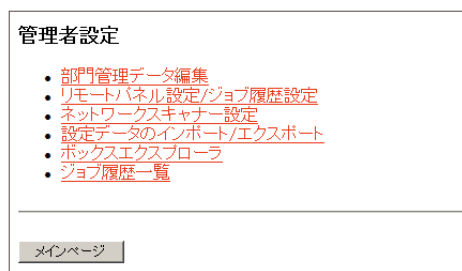 管理者設定
部門管理データ編集
リモートパネル設定/ジョブ履歴設定
ネットワークスキャナー設定
設定データのインポート/エクスポート
ボックスエクスプローラ
ジョブ履歴一覧
メインページ